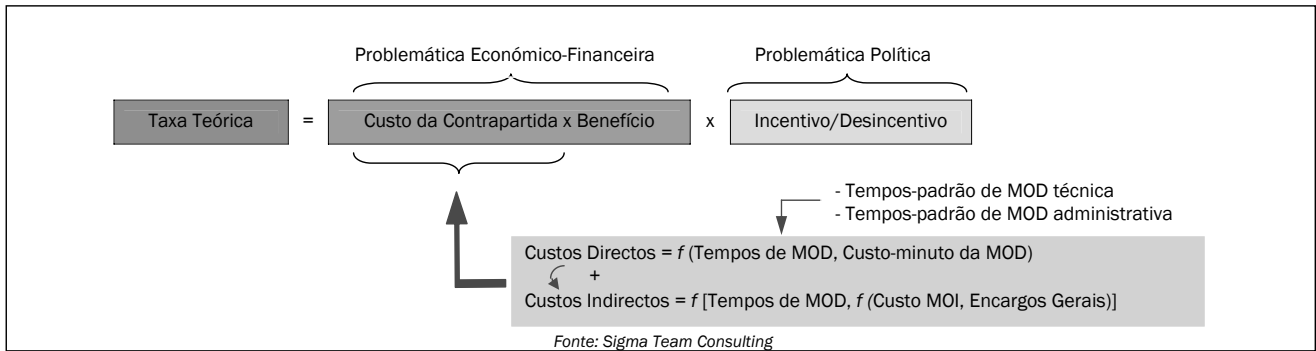 Problemática Económico-Financeira Problemática Política
Taxa Teórica = Custo da Contrapartida x Benefício x Incentivo/Desincentivo
- Tempos-padrão de MOD técnica
- Tempos-padrão de MOD administrativa
Custos Directos = f (Tempos de MOD, Custo-minuto da MOD)
+
Custos Indirectos = f [Tempos de MOD, f (Custo MOI, Encargos Gerais)]
Fonte: Sigma Team Consulting